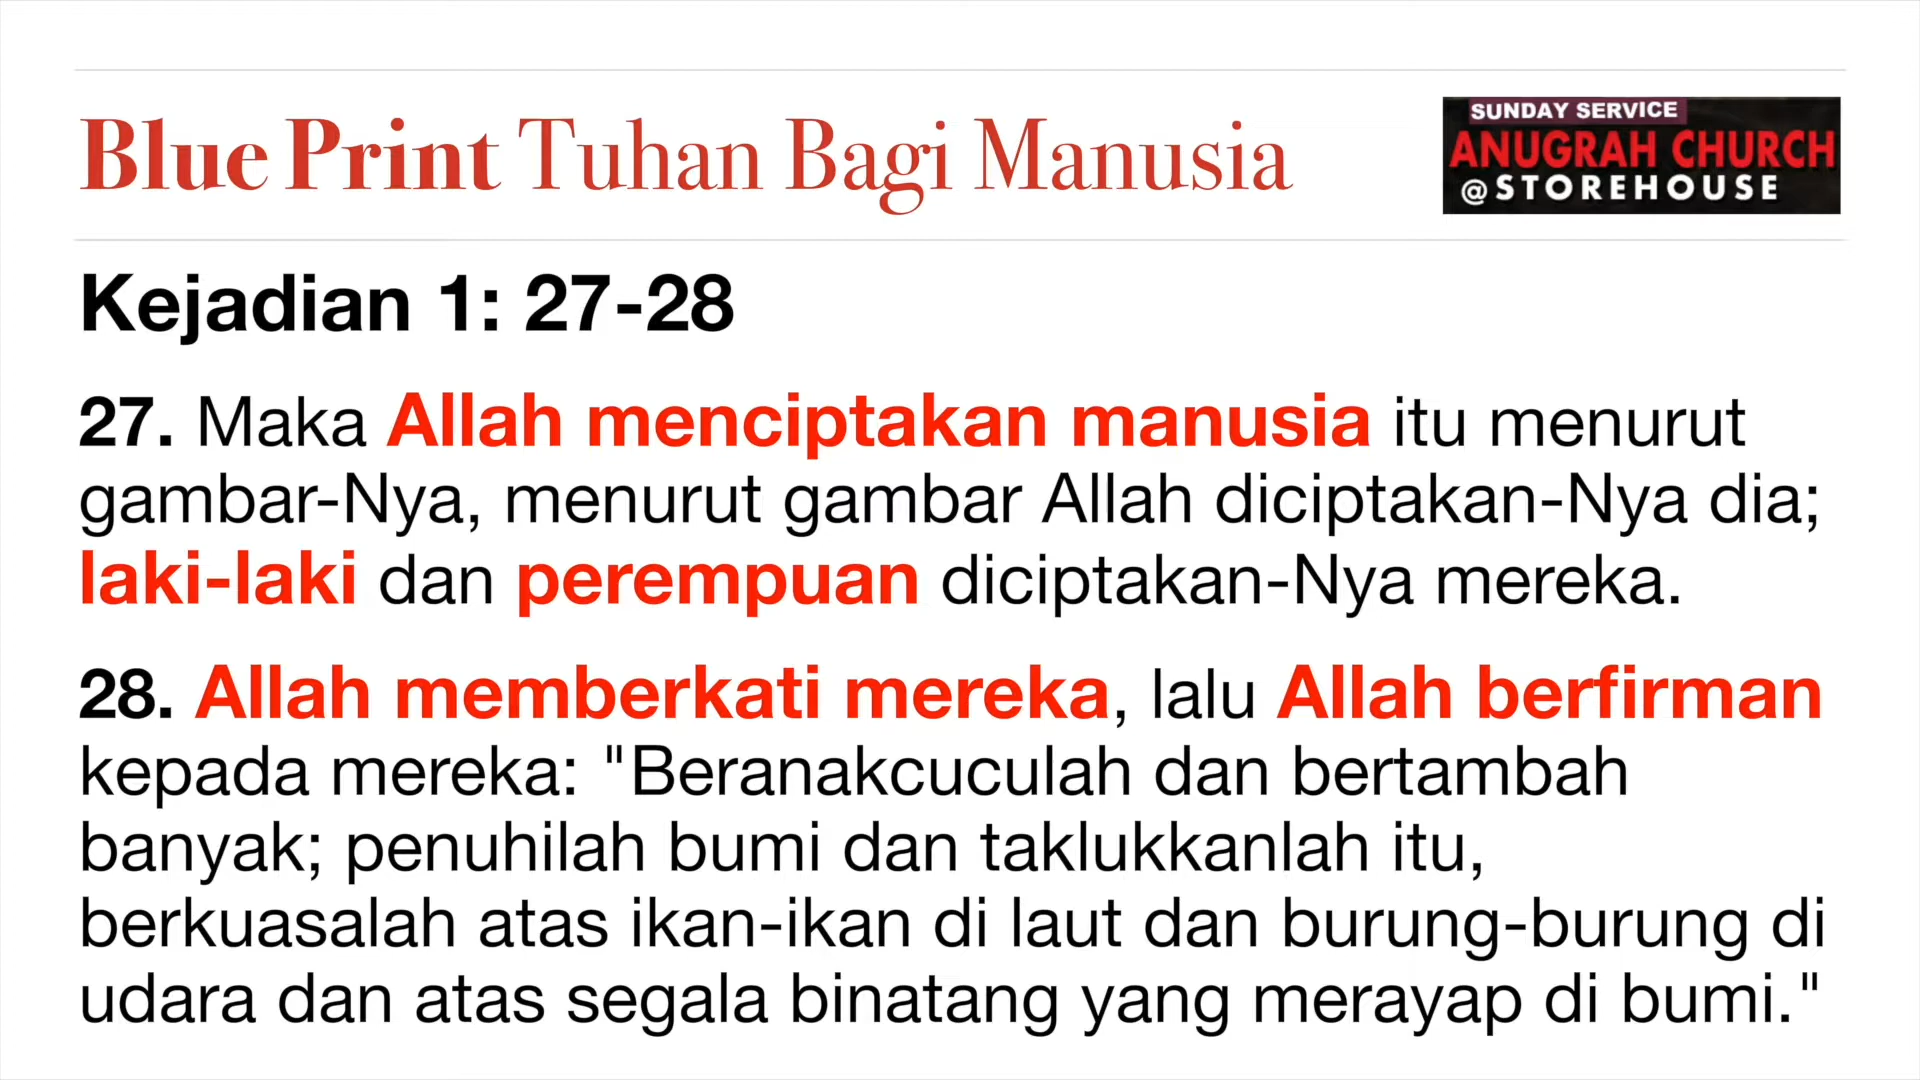 Blue Print Tuhan Bagi Manusia
SUNDAY SERVICE
ANUGRAH CHURCH
@STOREHOUSE
Kejadian 1: 27-28
27. Maka Allah menciptakan manusia itu menurut
gambar-Nya, menurut gambar Allah diciptakan-Nya dia;
laki-laki dan perempuan diciptakan-Nya mereka.
28. Allah memberkati mereka, lalu Allah berfirman
kepada mereka: "Beranakcuculah dan bertambah
banyak; penuhilah bumi dan taklukkanlah itu,
berkuasalah atas ikan-ikan di laut dan burung-burung di
udara dan atas segala binatang yang merayap di bumi."